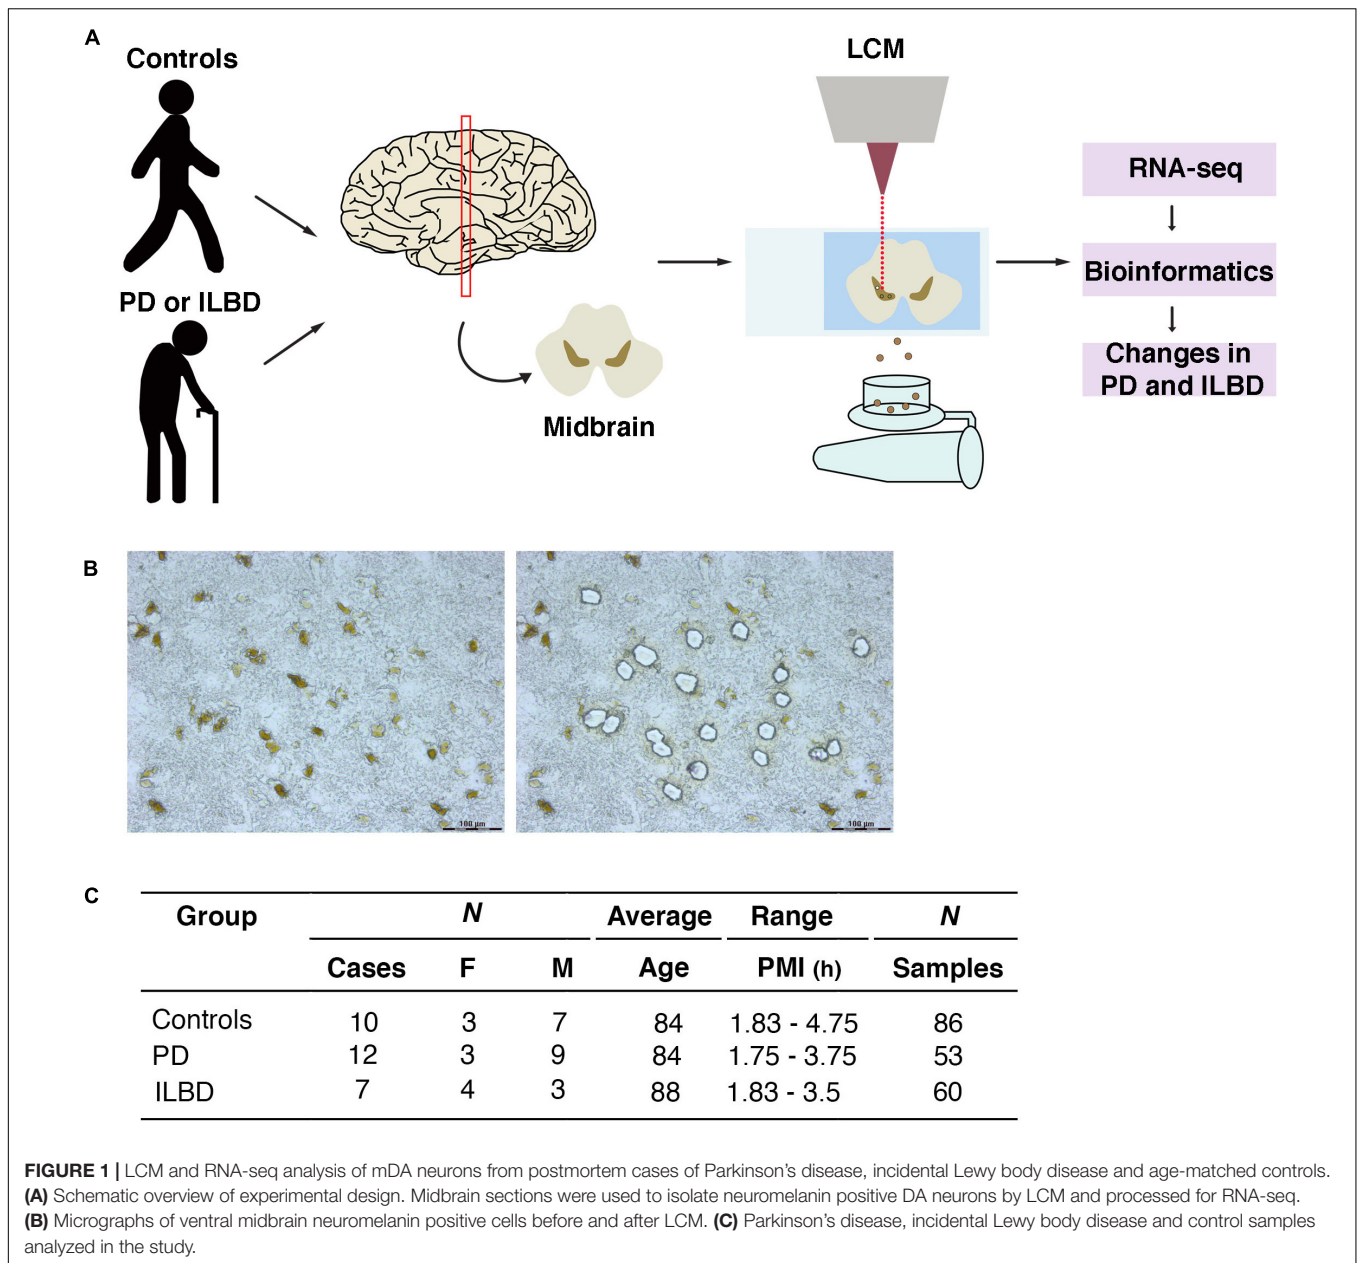 A
Controls
PD or ILBD
Midbrain
LCM
RNA-seq
Bioinformatics
Changes in
PD and ILBD
B
100 µm
100 µm
C
Group N Average Range N
Cases F M Age PMI (h) Samples
Controls 10 3 7 84 1.83 - 4.75 86
PD 12 3 9 84 1.75 - 3.75 53
ILBD 7 4 3 88 1.83 - 3.5 60
FIGURE 1 | LCM and RNA-seq analysis of mDA neurons from postmortem cases of Parkinson's disease, incidental Lewy body disease and age-matched controls.
(A) Schematic overview of experimental design. Midbrain sections were used to isolate neuromelanin positive DA neurons by LCM and processed for RNA-seq.
(B) Micrographs of ventral midbrain neuromelanin positive cells before and after LCM. (C) Parkinson's disease, incidental Lewy body disease and control samples
analyzed in the study.